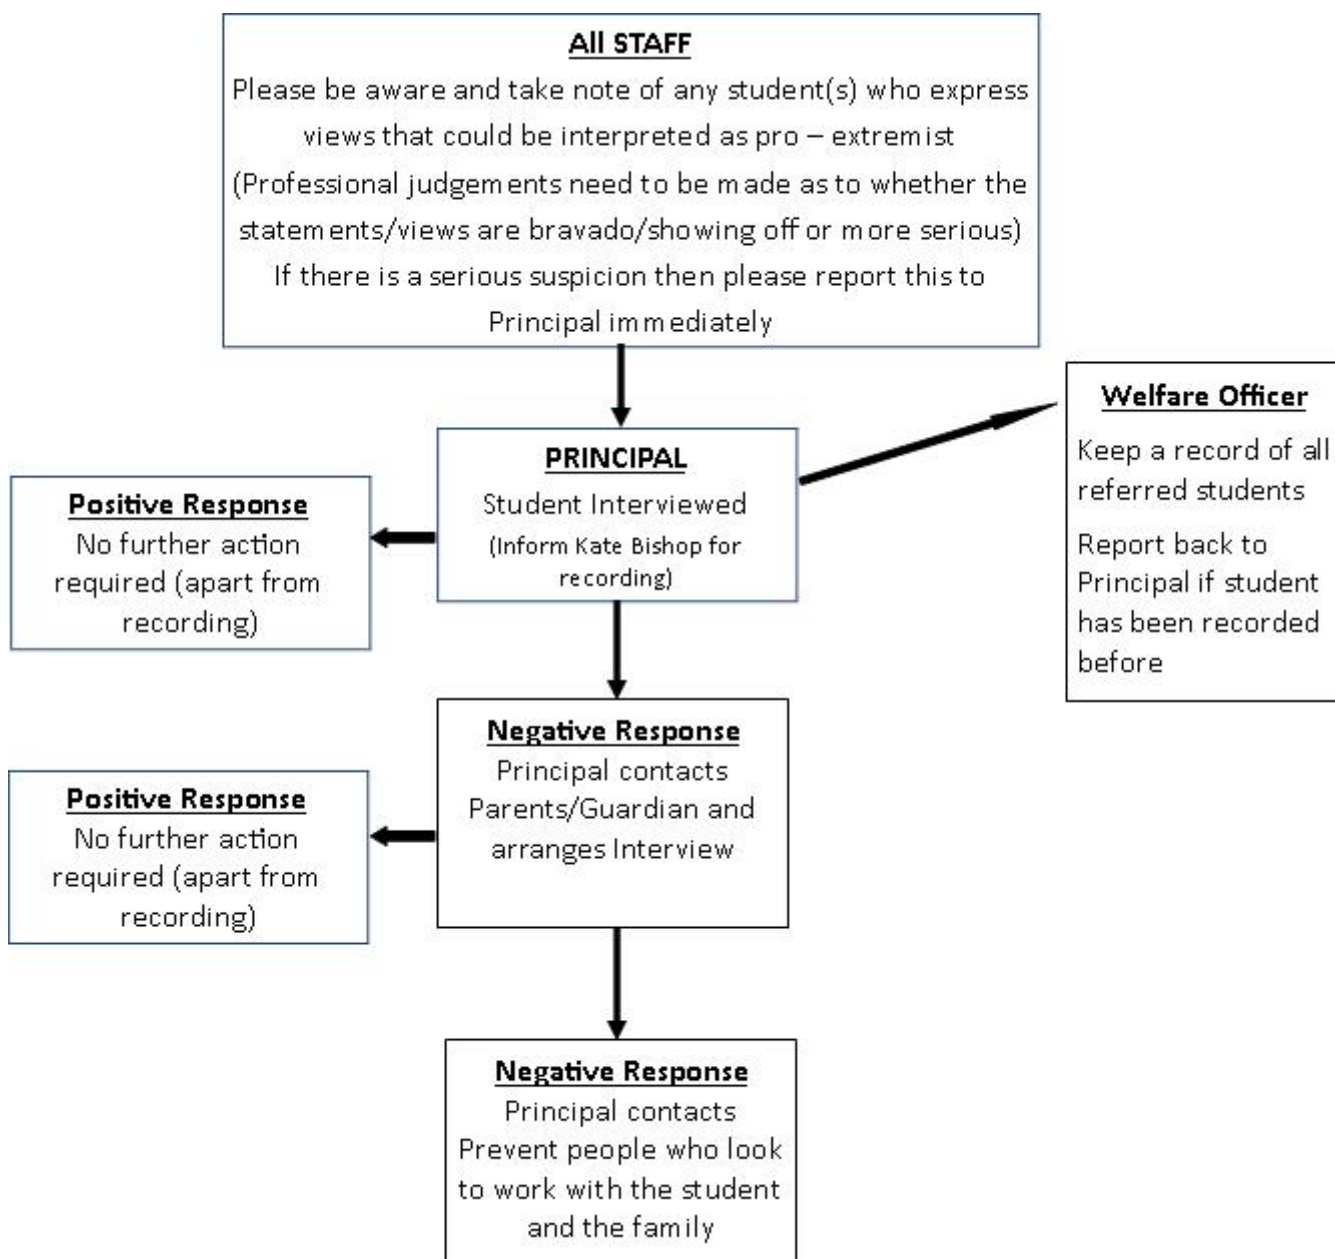 All STAFF
Please be aware and take note of any student(s) who express
views that could be interpreted as pro – extremist
(Professional judgements need to be made as to whether the
statements/views are bravado/showing off or more serious)
If there is a serious suspicion then please report this to
Principal immediately
Welfare Officer
Keep a record of all
referred students
Report back to
Principal if student
has been recorded
before
PRINCIPAL
Student Interviewed
(Inform Kate Bishop for
recording)
Positive Response
No further action
required (apart from
recording)
Negative Response
Principal contacts
Parents/Guardian and
arranges Interview
Positive Response
No further action
required (apart from
recording)
Negative Response
Principal contacts
Prevent people who look
to work with the student
and the family